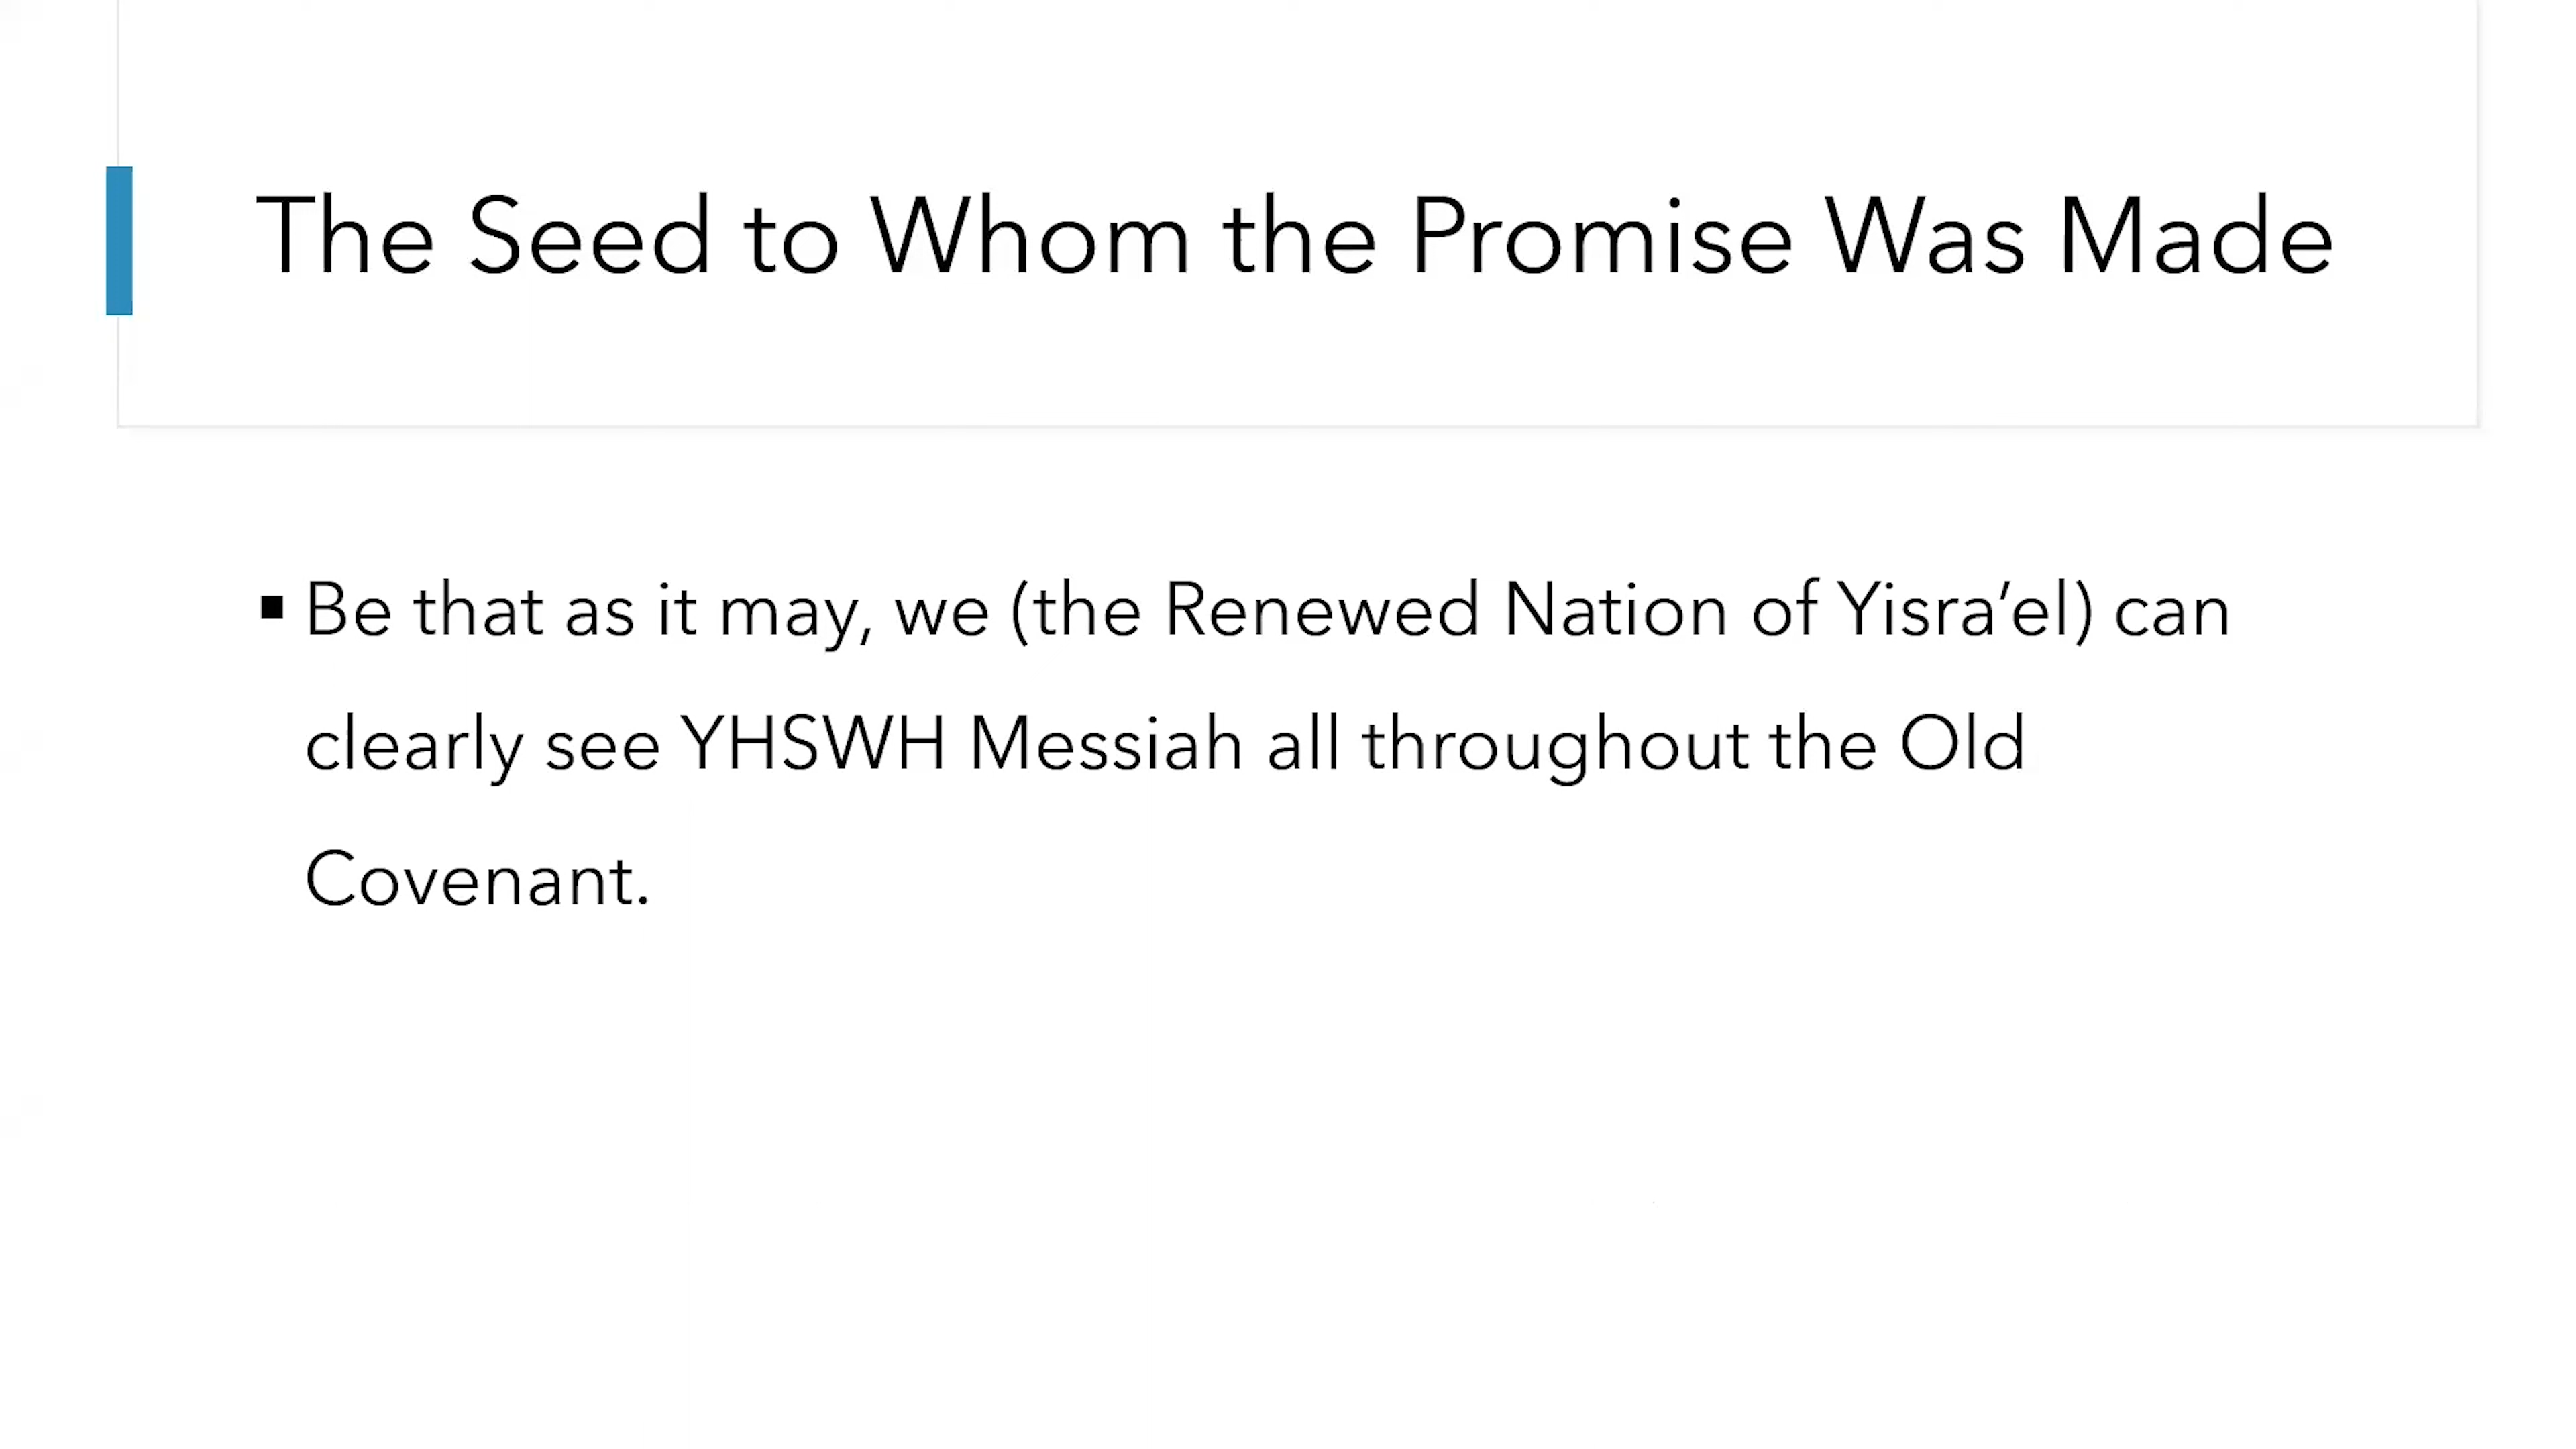 The Seed to Whom the Promise Was Made
▪ Be that as it may, we (the Renewed Nation of Yisra’el) can
clearly see YHSWH Messiah all throughout the Old
Covenant.